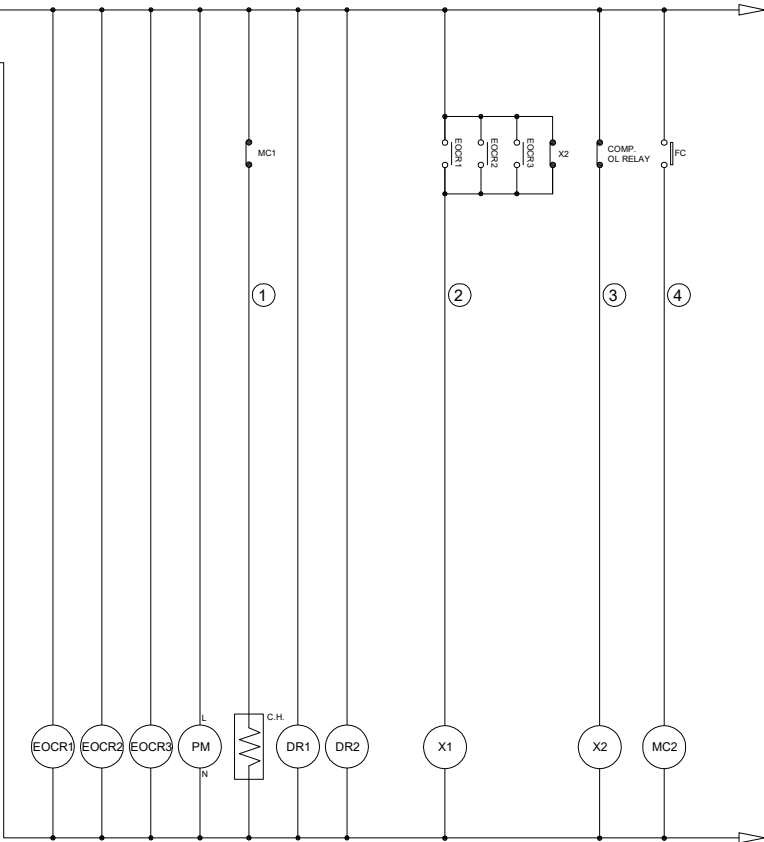 MC1
EOCR1
EOCR2
EOCR3
X2
COMP.
OL RELAY
FC
1
2
3
4
L
C.H.
EOCR1
EOCR2
EOCR3
PM
DR1
DR2
X1
X2
MC2
N